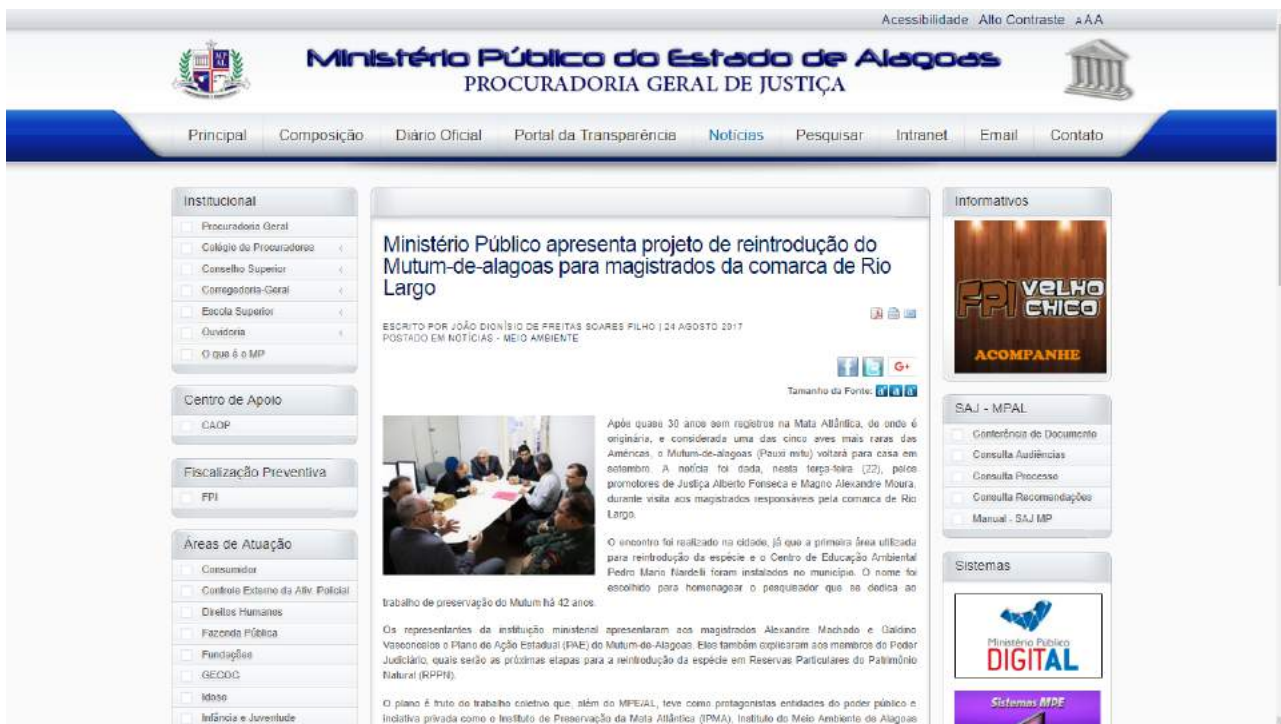 Acessibilidade Alto Contraste A A A
Ministério Público do Estado de Alagoas
PROCURADORIA GERAL DE JUSTIÇA
Principal Composição Diário Oficial Portal da Transparência Notícias Pesquisar Intranet Email Contato
Institucional
Procuradoria Geral
Colégio de Procuradores
Conselho Superior
Corregedoria-Geral
Escola Superior
Ouvidoria
O que é o MP
Centro de Apoio
CAOP
Fiscalização Preventiva
FPI
Áreas de Atuação
Consumidor
Controle Externo da Ativ. Policial
Direitos Humanos
Fazenda Pública
Fundações
GECOC
Idoso
Infância e Juventude
Ministério Público apresenta projeto de reintrodução do
Mutum-de-alagoas para magistrados da comarca de Rio
Largo
ESCRITO POR JOÃO DIONÍSIO DE FREITAS SOARES FILHO | 24 AGOSTO 2017
POSTADO EM NOTÍCIAS - MEIO AMBIENTE
G+
Tamanho da Fonte:
Após quase 30 anos sem registros na Mata Atlântica, de onde é
originária, e considerada uma das cinco aves mais raras das
Américas, o Mutum-de-alagoas (Pauxi mitu) voltará para casa em
setembro. A notícia foi dada, nesta terça-feira (22), pelos
promotores de Justiça Alberto Fonseca e Magno Alexandre Moura,
durante visita aos magistrados responsáveis pela comarca de Rio
Largo.
O encontro foi realizado na cidade, já que a primeira área utilizada
para reintrodução da espécie e o Centro de Educação Ambiental
Pedro Mario Nardelli foram instalados no município. O nome foi
escolhido para homenagear o pesquisador que se dedica ao
trabalho de preservação do Mutum há 42 anos.
Os representantes da instituição ministerial apresentaram aos magistrados Alexandre Machado e Galdino
Vasconcelos o Plano de Ação Estadual (PAE) do Mutum-de-Alagoas. Eles também explicaram aos membros do Poder
Judiciário, quais serão as próximas etapas para a reintrodução da espécie em Reservas Particulares do Patrimônio
Natural (RPPN).
O plano é fruto do trabalho coletivo que, além do MPE/AL, teve como protagonistas entidades do poder público e
iniciativa privada como o Instituto de Preservação da Mata Atlântica (IPMA), Instituto do Meio Ambiente de Alagoas
Informativos
FPI VELHO
CHICO
ACOMPANHE
SAJ - MPAL
Conferência de Documento
Consulta Audiências
Consulta Processo
Consulta Recomendações
Manual - SAJ MP
Sistemas
Ministério Público
DIGITAL
Sistemas MPE